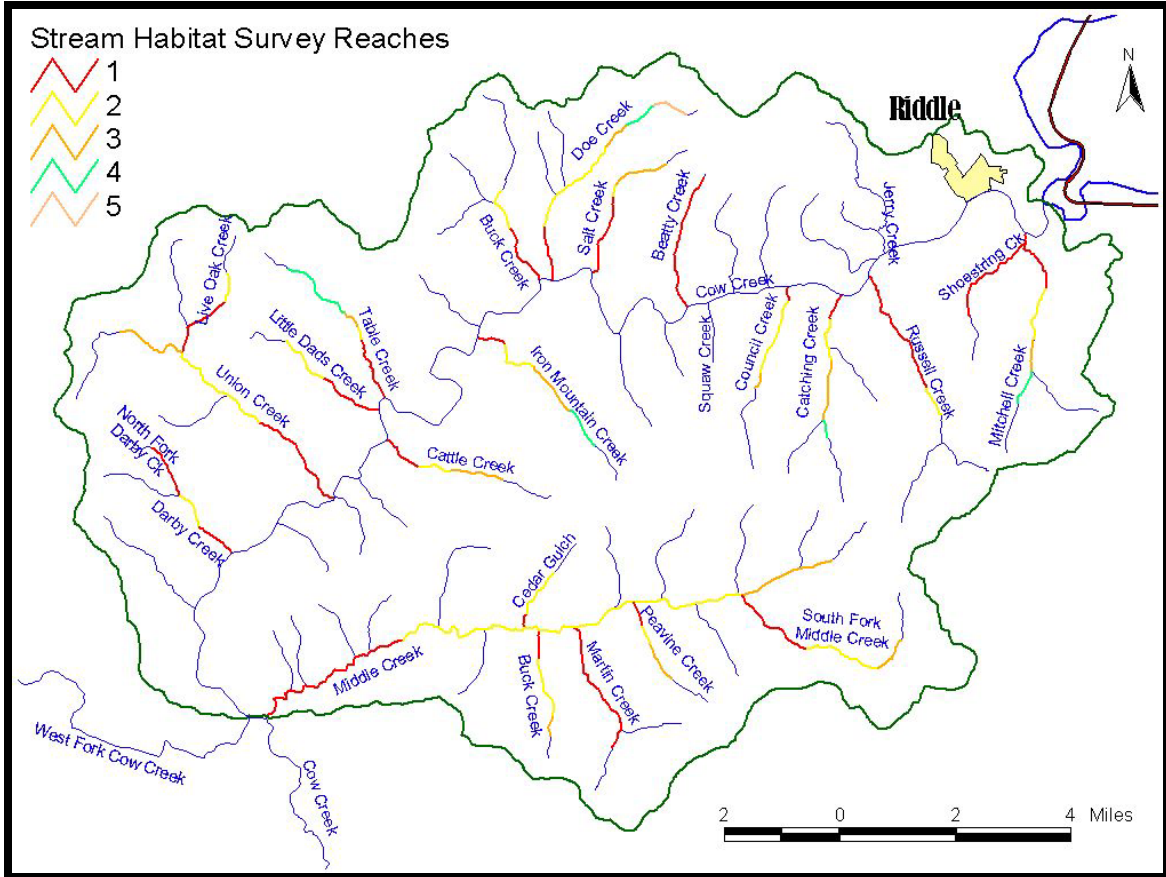 Stream Habitat Survey Reaches
1
2
3
4
5
N
Riddle
Doe Creek
Salt Creek
Buck Creek
Beatty Creek
Jerry Creek
Cow Creek
Shoestring Ck
Live Oak Creek
Table Creek
Little Dads Creek
Union Creek
Iron Mountain Creek
Squaw Creek
Council Creek
Catching Creek
Russell Creek
Mitchell Creek
North Fork
Darby Ck
Cattle Creek
Darby Creek
Cedar Gulch
Middle Creek
Buck Creek
Martin Creek
Peavine Creek
South Fork
Middle Creek
West Fork Cow Creek
Cow Creek
2 0 2 4 Miles